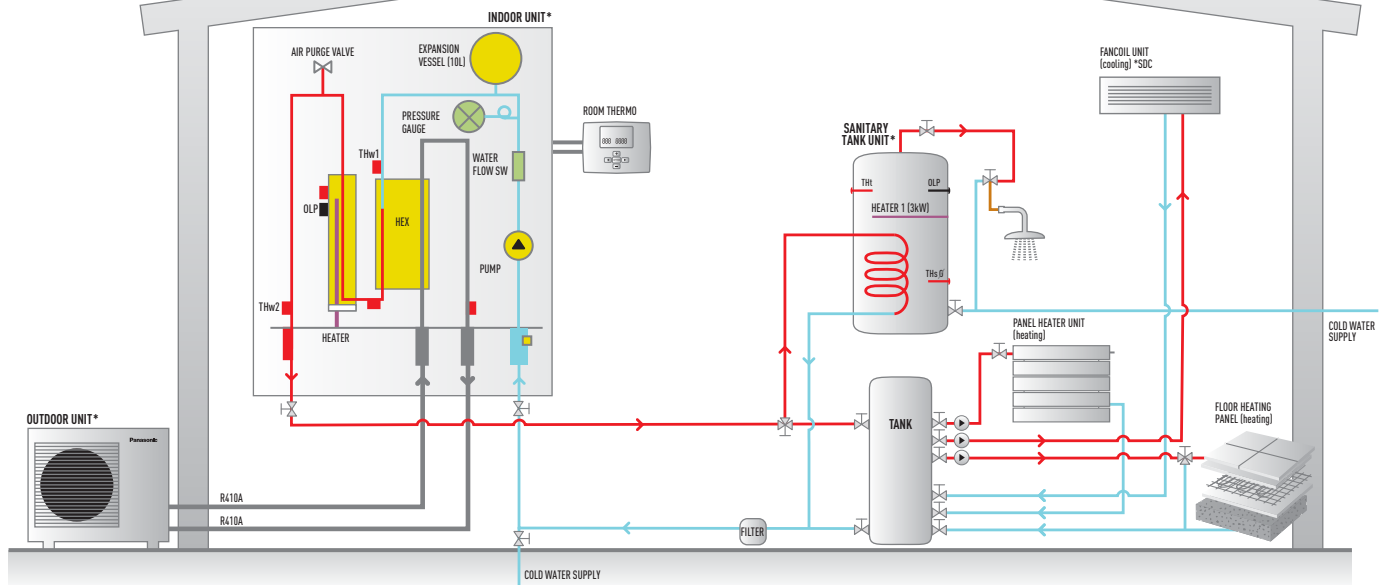 INDOOR UNIT*
AIR PURGE VALVE
EXPANSION
VESSEL (10L)
FANCOIL UNIT
(cooling) *SDC
PRESSURE
GAUGE
ROOM THERMO
000 0000
SANITARY
TANK UNIT*
THw1
WATER
FLOW SW
THt
OLP
OLP
HEATER 1 (3kW)
HEX
PUMP
THs
THw2
HEATER
PANEL HEATER UNIT
(heating)
COLD WATER
SUPPLY
OUTDOOR UNIT*
Panasonic
TANK
FLOOR HEATING
PANEL (heating)
R410A
R410A
FILTER
COLD WATER SUPPLY